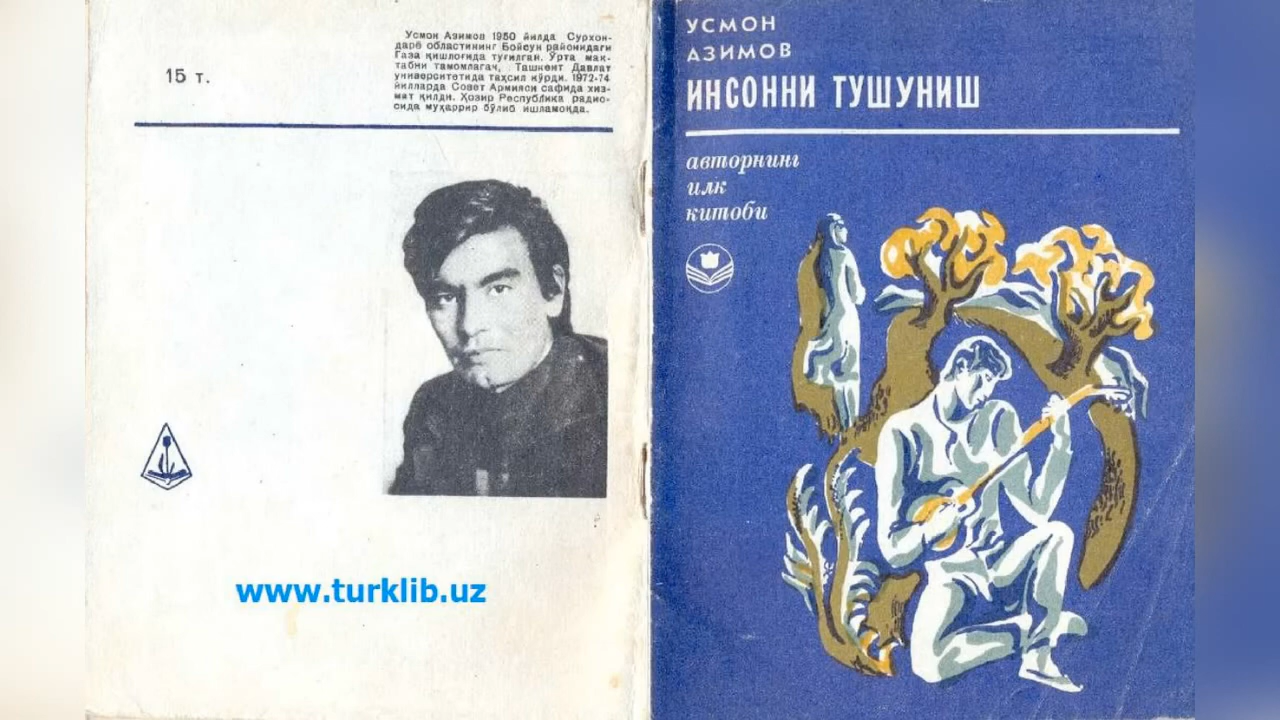 15 т.
Усмон Азимов 1950 йилда Сурхон-
дарё областининг Бойсун районидаги
Газа қишлоғида туғилган. Ўрта мак-
табни тамомлагач, Ташкент Давлат
университетида таҳсил кўрди. 1972-74
йилларда Совет Армияси сафида хиз-
мат қилди. Ҳозир Республика радио-
сида муҳаррир бўлиб ишламоқда.
www.turklib.uz
УСМОН
АЗИМОВ
ИНСОННИ ТУШУНИШ
авторнинг
илк
китоби